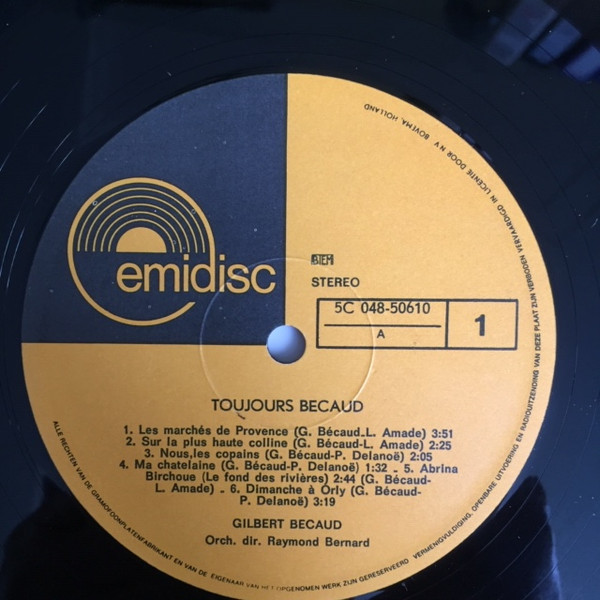 emidisc
STEREO
5C 048-50610
A
1
TOUJOURS BECAUD
1. Les marchés de Provence (G. Bécaud_L. Amade) 3:51
2. Sur la plus haute colline (G. Bécaud-L. Amade) 2:25
3. Nous,les copains (G. Bécaud-P. Delanoë) 2:05
4. Ma chatelaine (G. Bécaud-P. Delanoë) 1:32 - 5. Abrina
Birchoue (Le fond des rivières) 2:44 (G. Bécaud-
L. Amade) - 6. Dimanche à Orly (G. Bécaud-
P. Delanoë) 3:19
GILBERT BECAUD
Orch. dir. Raymond Bernard
ALLE RECHTEN VAN DE GRAMOFOONPLATENFABRIKANT EN VAN DE EIGENAAR VAN HET OPGENOMEN WERK ZIJN GERESERVEERD. VERMENIGVULDIGING, OPENBARE UITVOERING EN RADIOUITZENDING VAN DEZE PLAAT ZIJN VERBODEN VERVAARDIGD IN LICENTIE DOOR N.V. BOVEMA, HOLLAND